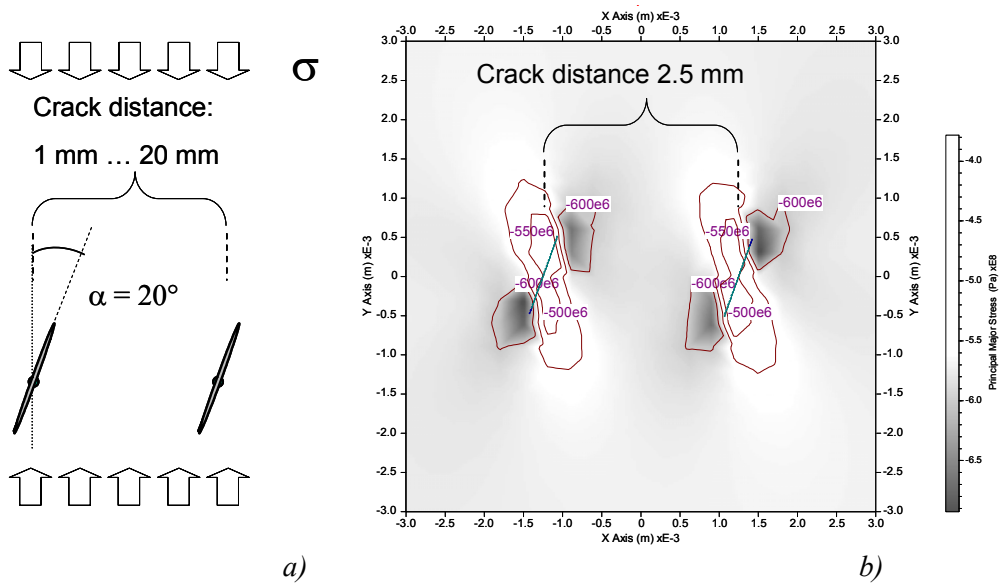 σ
Crack distance:
1 mm ... 20 mm
α = 20°
a)
X Axis (m) xE-3
-3.0 -2.5 -2.0 -1.5 -1.0 -0.5 0 0.5 1.0 1.5 2.0 2.5 3.0
Y Axis (m) xE-3
3.0
2.5
2.0
1.5
1.0
0.5
0
-0.5
-1.0
-1.5
-2.0
-2.5
-3.0
Crack distance 2.5 mm
-600e6
-550e6
-600e6
-500e6
-600e6
-550e6
-600e6
-500e6
3.0
2.5
2.0
1.5
1.0
0.5
0
-0.5
-1.0
-1.5
-2.0
-2.5
-3.0
Y Axis (m) xE-3
-3.0 -2.5 -2.0 -1.5 -1.0 -0.5 0 0.5 1.0 1.5 2.0 2.5 3.0
X Axis (m) xE-3
b)
-4.0
-4.5
-5.0
-5.5
-6.0
-6.5
Principal Major Stress (Pa) xE8